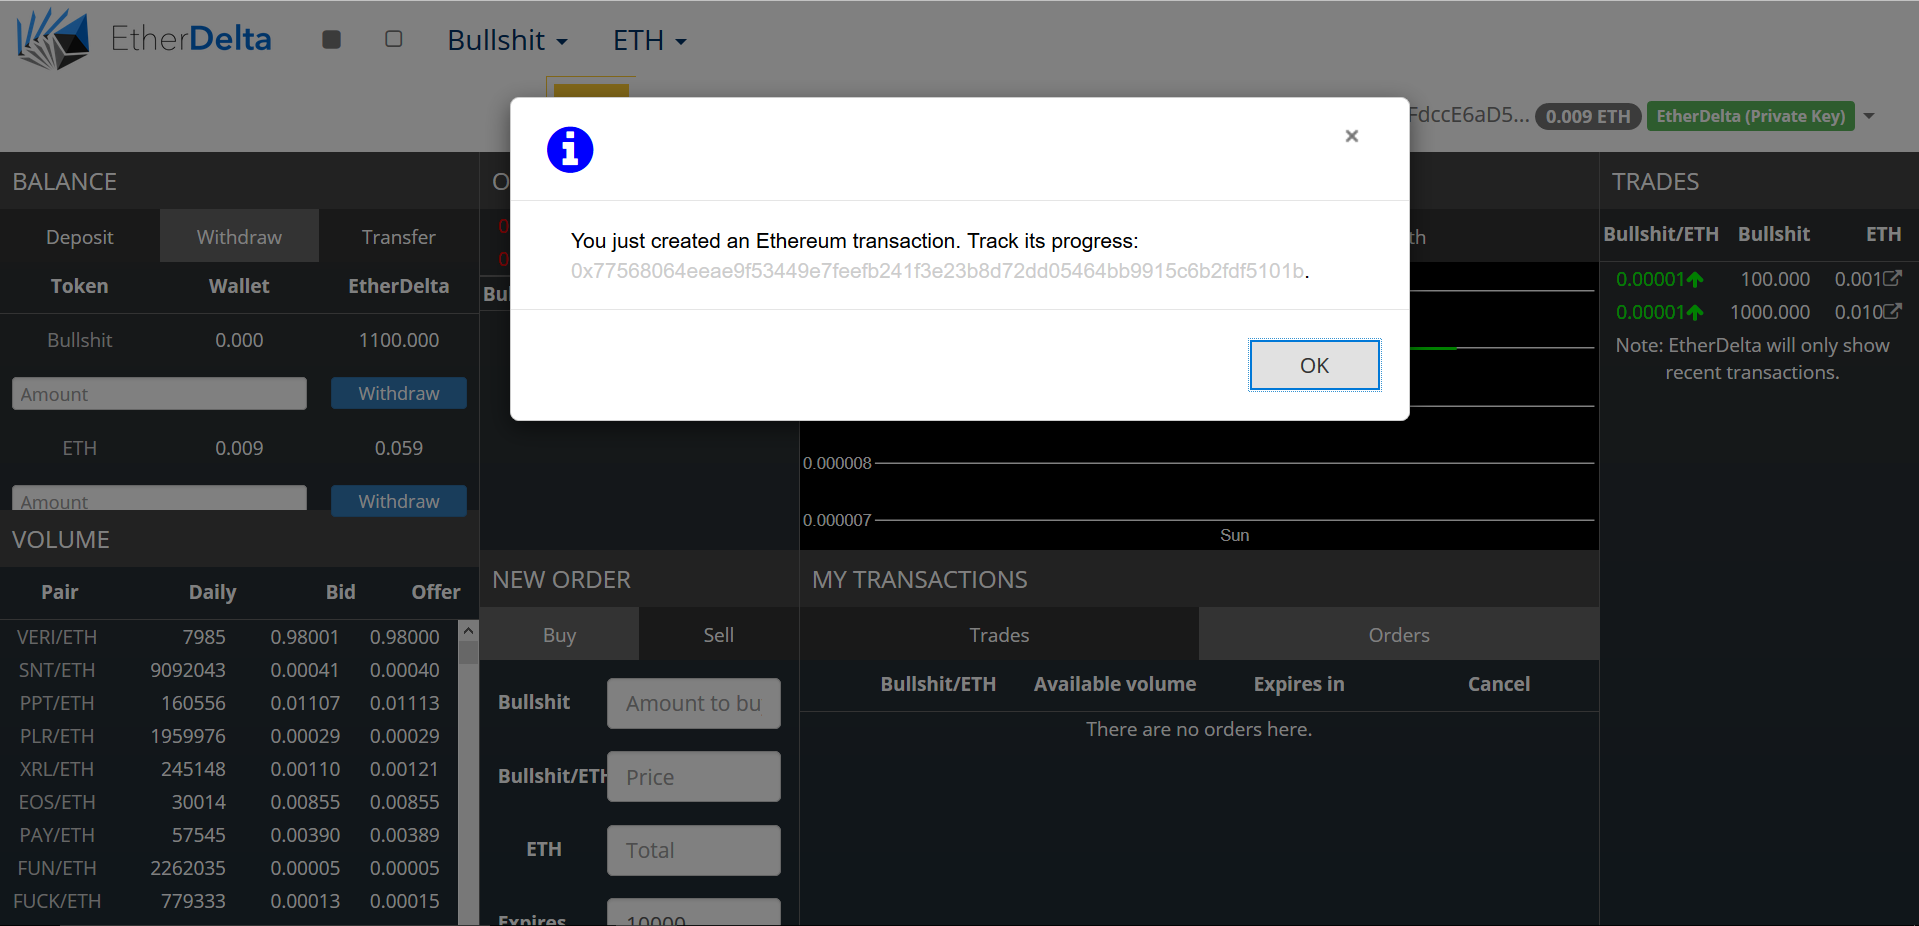 EtherDelta Bullshit ETH
FdccE6aD5... 0.009 ETH EtherDelta (Private Key)
You just created an Ethereum transaction. Track its progress:
0x77568064eeae9f53449e7feefb241f3e23b8d72dd05464bb9915c6b2fdf5101b.
OK
BALANCE
Deposit Withdraw Transfer
Token Wallet EtherDelta
Bullshit 0.000 1100.000
Amount Withdraw
ETH 0.009 0.059
Amount Withdraw
VOLUME
Pair Daily Bid Offer
VERI/ETH 7985 0.98001 0.98000
SNT/ETH 9092043 0.00041 0.00040
PPT/ETH 160556 0.01107 0.01113
PLR/ETH 1959976 0.00029 0.00029
XRL/ETH 245148 0.00110 0.00121
EOS/ETH 30014 0.00855 0.00855
PAY/ETH 57545 0.00390 0.00389
FUN/ETH 2262035 0.00005 0.00005
FUCK/ETH 779333 0.00013 0.00015
0.000008
0.000007
Sun
NEW ORDER
Buy Sell
Bullshit Amount to bu
Bullshit/ETH Price
ETH Total
Expires 10000
MY TRANSACTIONS
Trades Orders
Bullshit/ETH Available volume Expires in Cancel
There are no orders here.
TRADES
Bullshit/ETH Bullshit ETH
0.00001 100.000 0.001
0.00001 1000.000 0.010
Note: EtherDelta will only show
recent transactions.